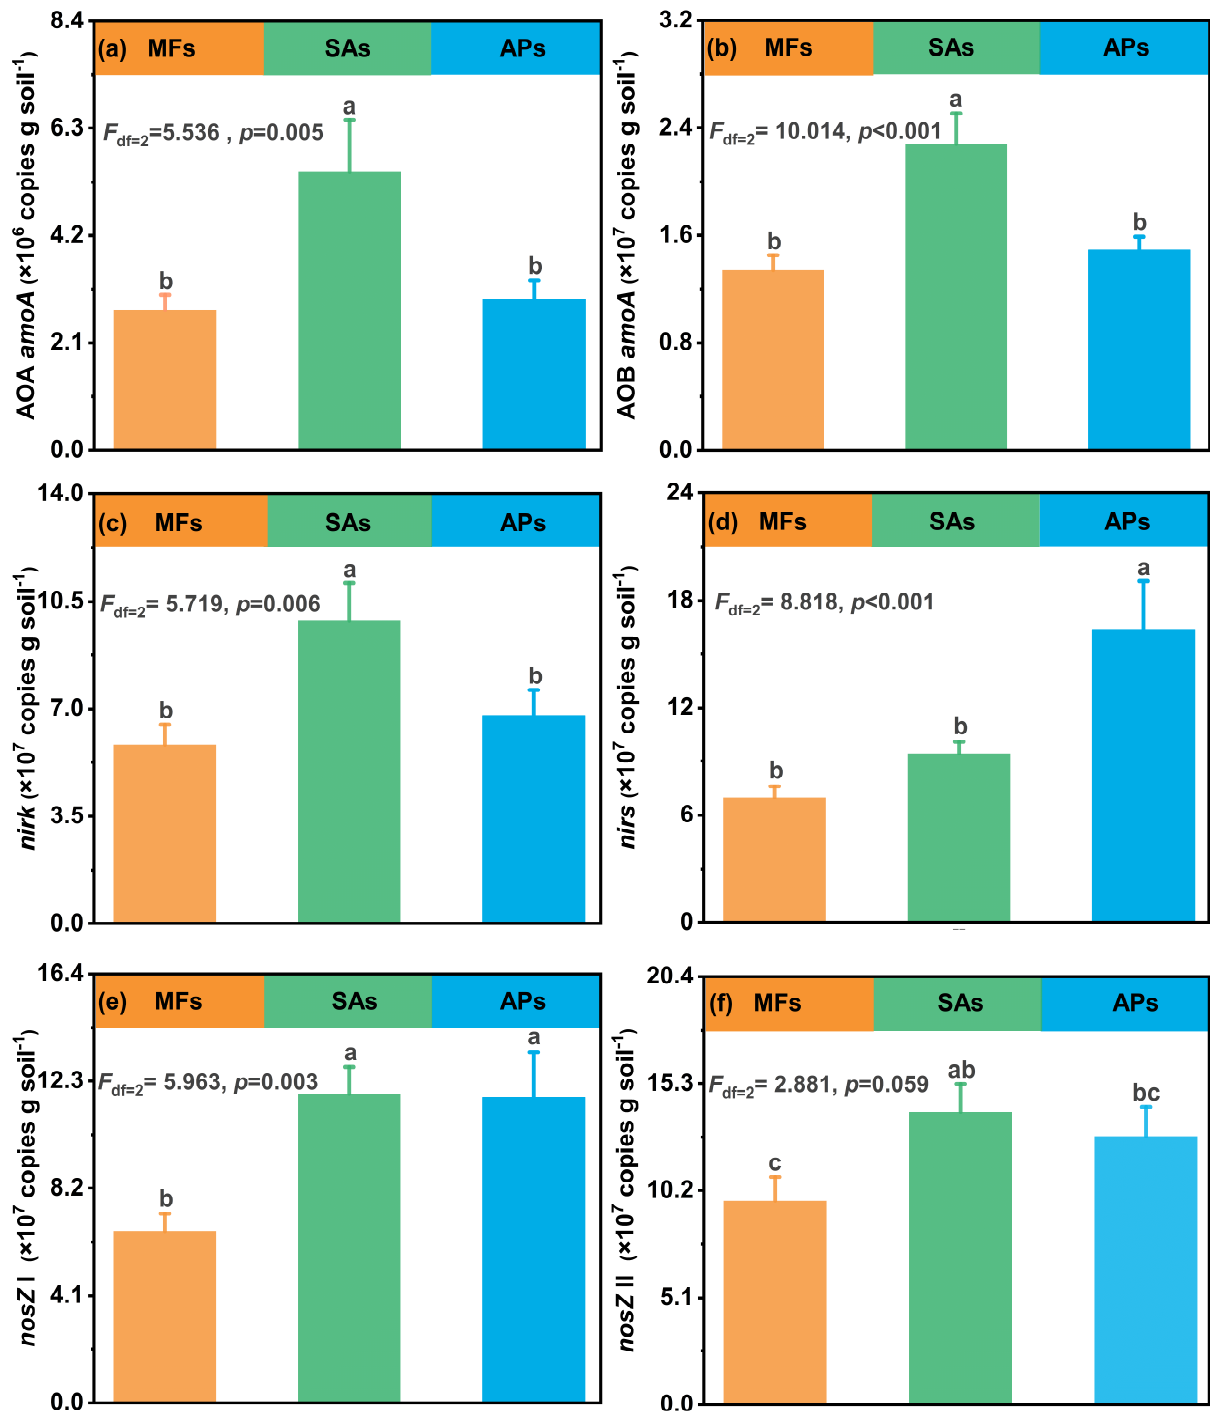 (a) MFs SAs APs
AOA amoA (×10⁶ copies g soil⁻¹)
8.4
6.3
4.2
2.1
0.0
F_df=2=5.536 , p=0.005
b a b
(b) MFs SAs APs
AOB amoA (×10⁷ copies g soil⁻¹)
3.2
2.4
1.6
0.8
0.0
F_df=2= 10.014, p<0.001
b a b
(c) MFs SAs APs
nirk (×10⁷ copies g soil⁻¹)
14.0
10.5
7.0
3.5
0.0
F_df=2= 5.719, p=0.006
b a b
(d) MFs SAs APs
nirs (×10⁷ copies g soil⁻¹)
24
18
12
6
0
F_df=2= 8.818, p<0.001
b b a
(e) MFs SAs APs
nosZ I (×10⁷ copies g soil⁻¹)
16.4
12.3
8.2
4.1
0.0
F_df=2= 5.963, p=0.003
b a a
(f) MFs SAs APs
nosZ II (×10⁷ copies g soil⁻¹)
20.4
15.3
10.2
5.1
0.0
F_df=2= 2.881, p=0.059
c ab bc